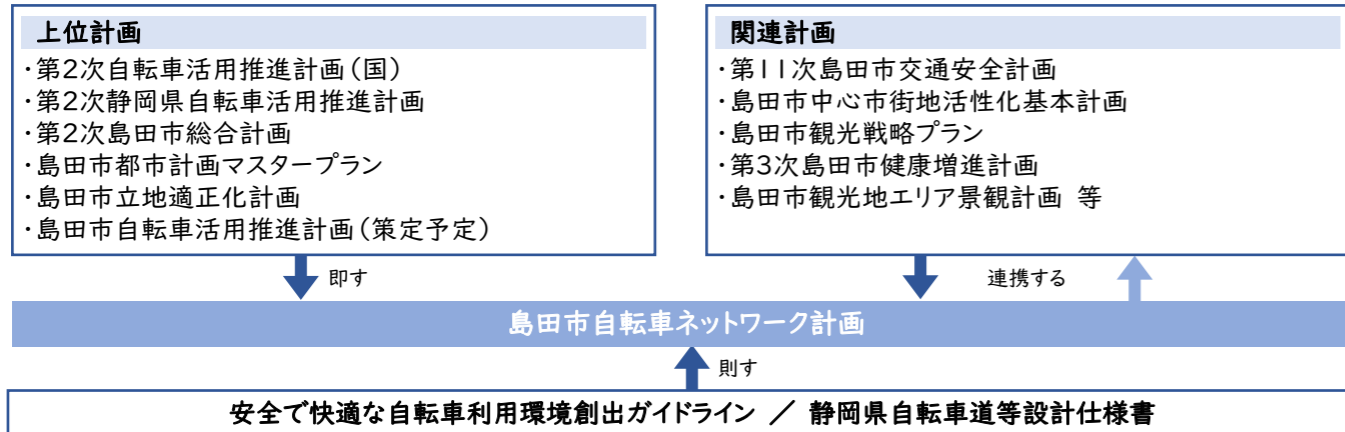 上位計画
・第2次自転車活用推進計画(国)
・第2次静岡県自転車活用推進計画
・第2次島田市総合計画
・島田市都市計画マスタープラン
・島田市立地適正化計画
・島田市自転車活用推進計画(策定予定)
関連計画
・第11次島田市交通安全計画
・島田市中心市街地活性化基本計画
・島田市観光戦略プラン
・第3次島田市健康増進計画
・島田市観光地エリア景観計画 等
即す
連携する
島田市自転車ネットワーク計画
則す
安全で快適な自転車利用環境創出ガイドライン / 静岡県自転車道等設計仕様書